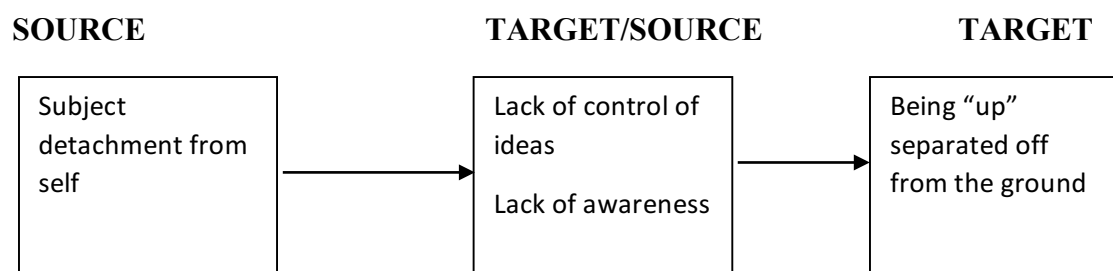 SOURCE TARGET/SOURCE TARGET
Subject
detachment from
self
Lack of control of
ideas
Lack of awareness
Being “up”
separated off
from the ground